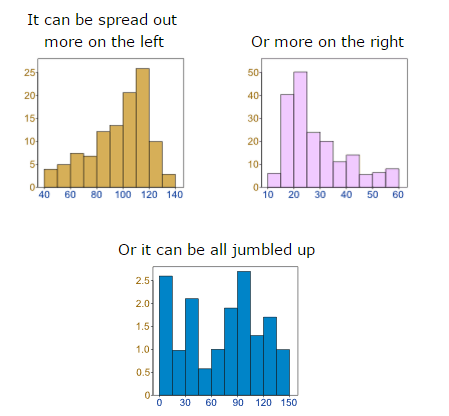 It can be spread out
more on the left
Or more on the right
25
20
15
10
5
0
40 60 80 100 120 140
50
40
30
20
10
0
10 20 30 40 50 60
Or it can be all jumbled up
2.5
2.0
1.5
1.0
0.5
0
0 30 60 90 120 150